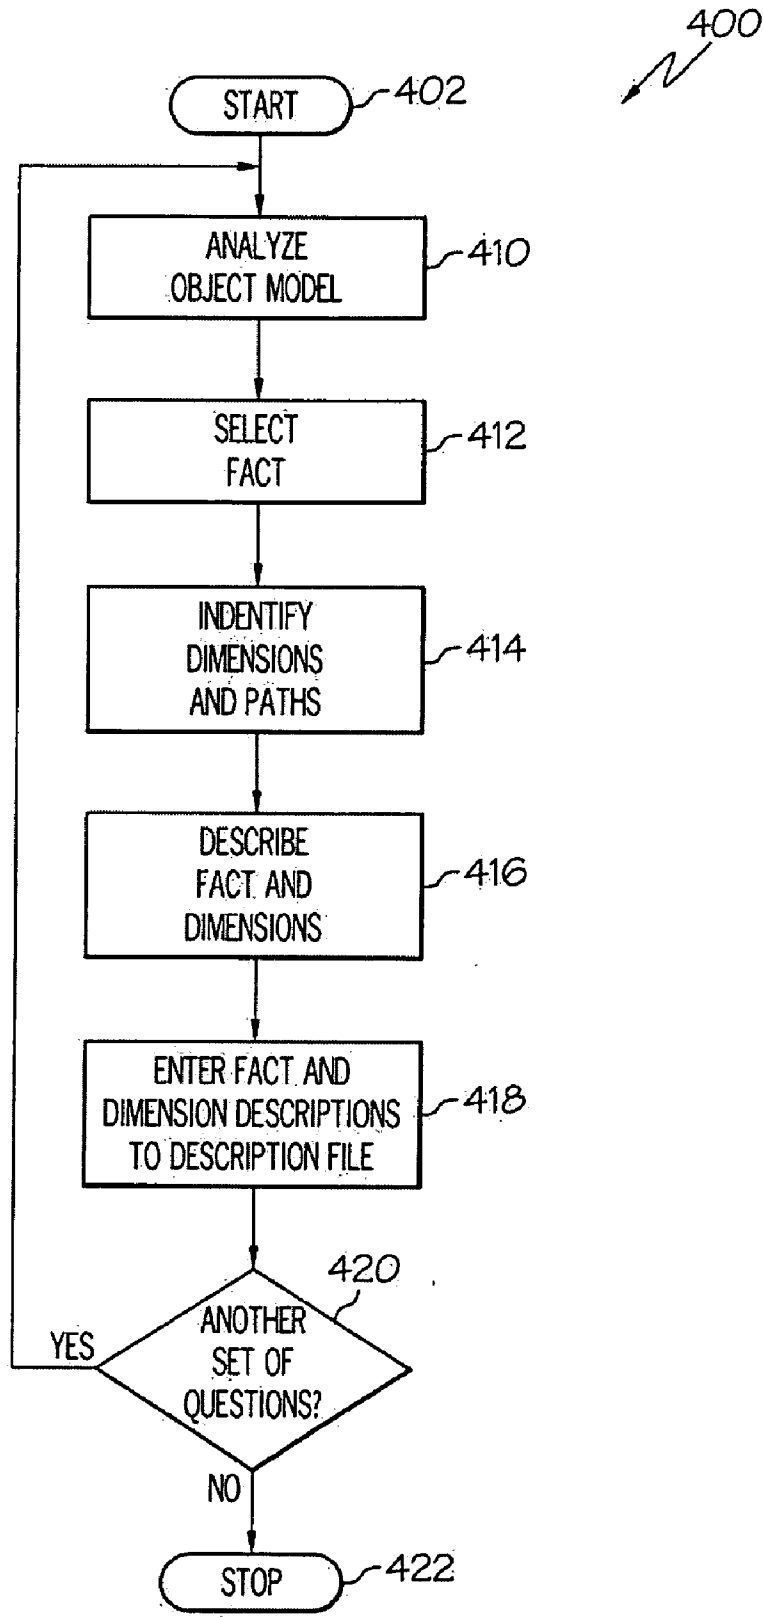 400
START
402
ANALYZE
OBJECT MODEL
410
SELECT
FACT
412
INDENTIFY
DIMENSIONS
AND PATHS
414
DESCRIBE
FACT AND
DIMENSIONS
416
ENTER FACT AND
DIMENSION DESCRIPTIONS
TO DESCRIPTION FILE
418
420
ANOTHER
SET OF
QUESTIONS?
YES
NO
STOP
422